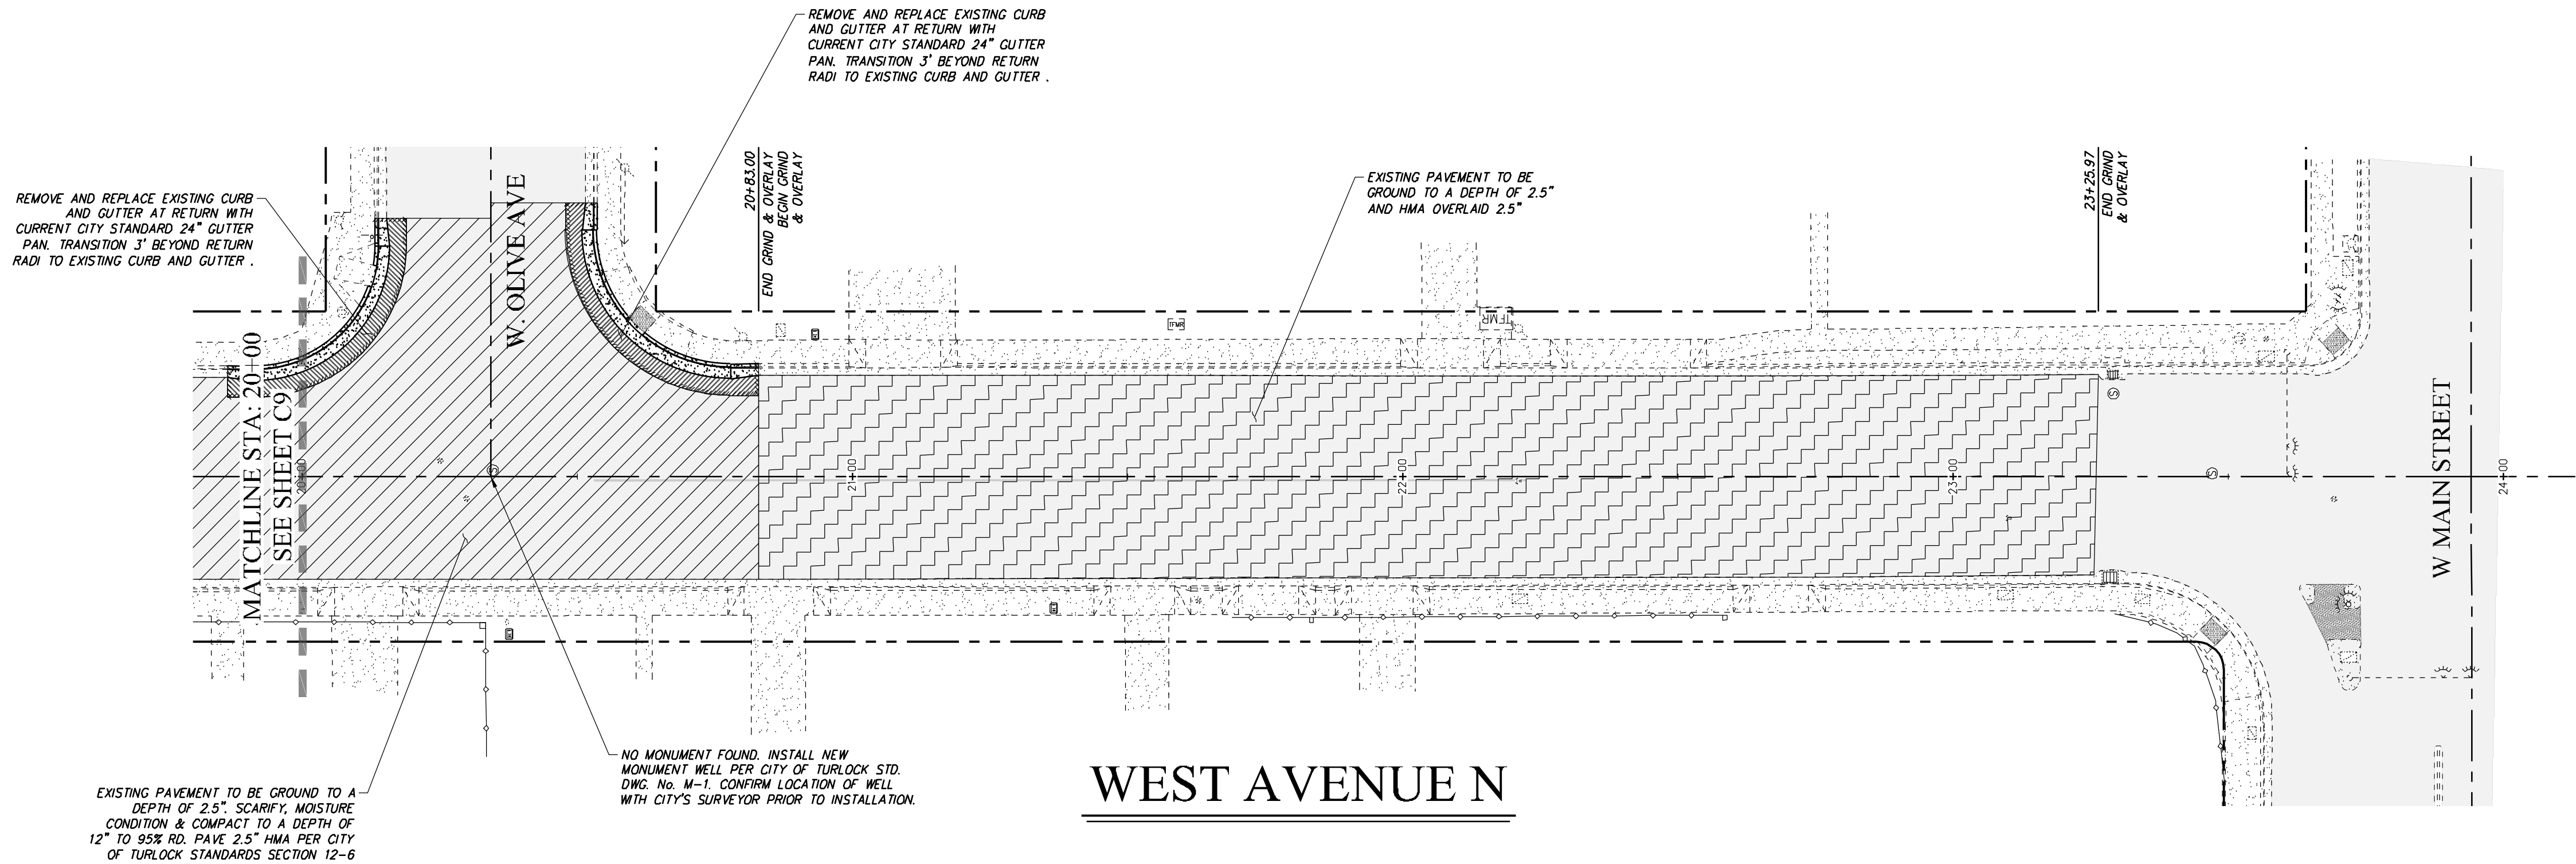 REMOVE AND REPLACE EXISTING CURB
AND GUTTER AT RETURN WITH
CURRENT CITY STANDARD 24" GUTTER
PAN. TRANSITION 3' BEYOND RETURN
RADI TO EXISTING CURB AND GUTTER .
REMOVE AND REPLACE EXISTING CURB
AND GUTTER AT RETURN WITH
CURRENT CITY STANDARD 24" GUTTER
PAN. TRANSITION 3' BEYOND RETURN
RADI TO EXISTING CURB AND GUTTER .
W. OLIVE AVE
20+83.00
END GRIND & OVERLAY
BEGIN GRIND
& OVERLAY
EXISTING PAVEMENT TO BE
GROUND TO A DEPTH OF 2.5"
AND HMA OVERLAID 2.5"
23+25.97
END GRIND
& OVERLAY
TFMR
TFMR
MATCHLINE STA: 20+00
SEE SHEET C9
20+00
S
21+00
22+00
23+00
S
S
W MAIN STREET
24+00
NO MONUMENT FOUND. INSTALL NEW
MONUMENT WELL PER CITY OF TURLOCK STD.
DWG. No. M-1. CONFIRM LOCATION OF WELL
WITH CITY'S SURVEYOR PRIOR TO INSTALLATION.
EXISTING PAVEMENT TO BE GROUND TO A
DEPTH OF 2.5". SCARIFY, MOISTURE
CONDITION & COMPACT TO A DEPTH OF
12" TO 95% RD. PAVE 2.5" HMA PER CITY
OF TURLOCK STANDARDS SECTION 12-6
WEST AVENUE N